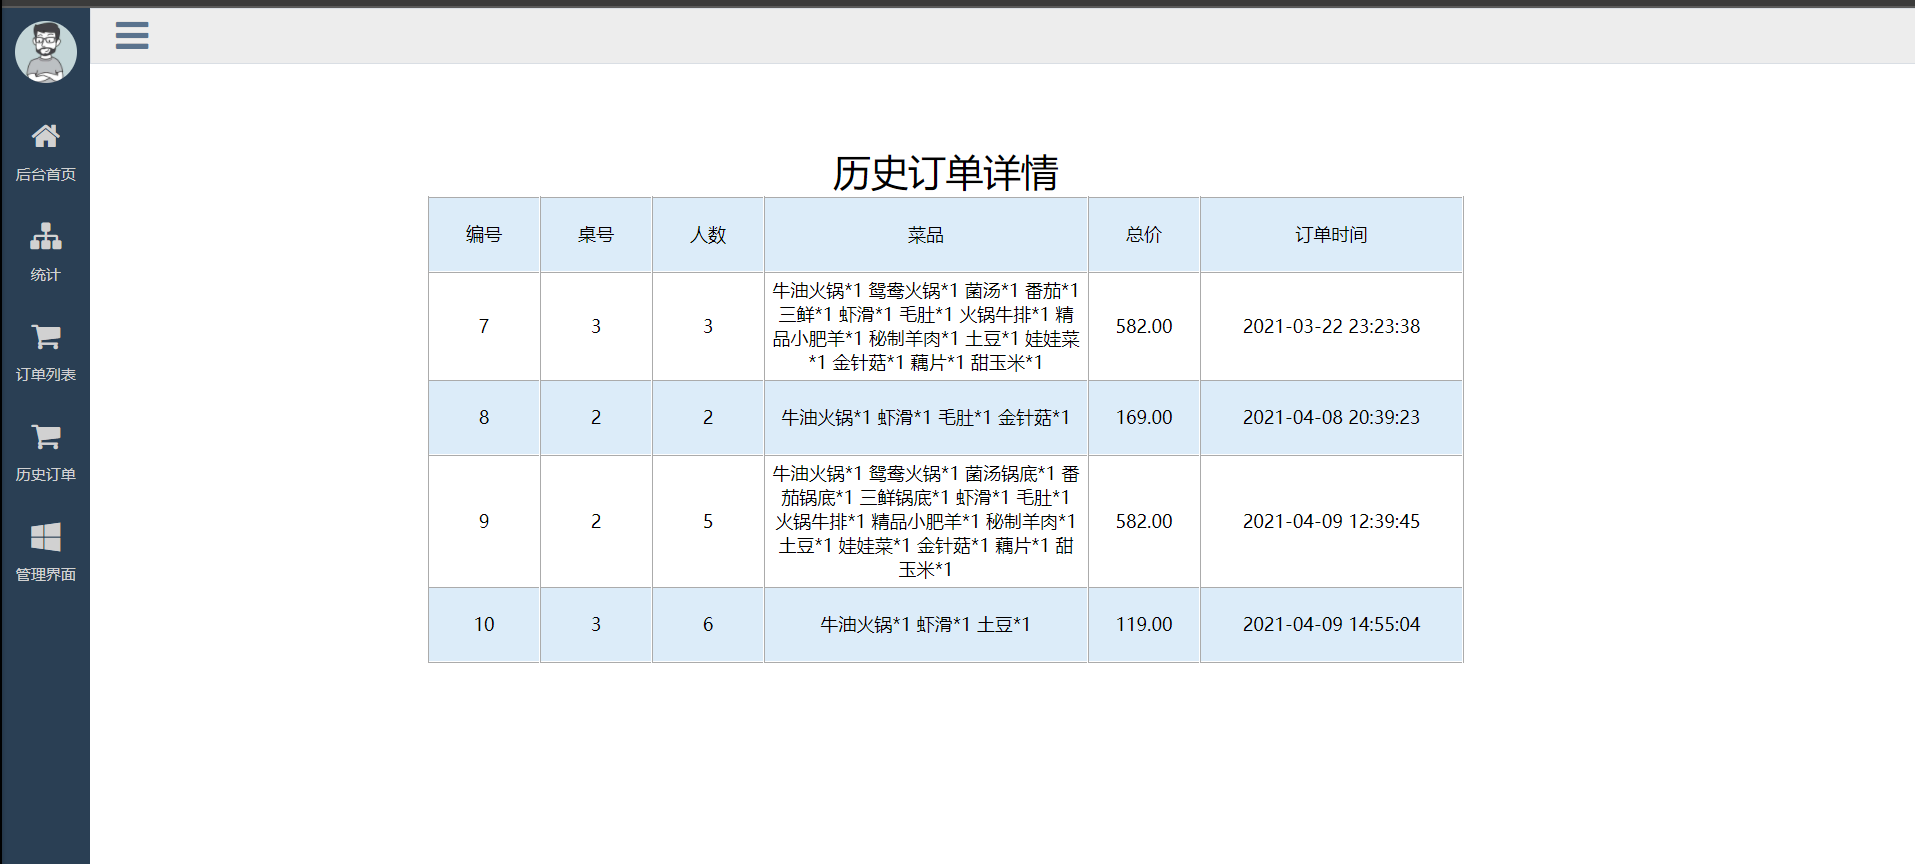 后台首页
统计
订单列表
历史订单
管理界面
历史订单详情
编号 桌号 人数 菜品 总价 订单时间
7 3 3
牛油火锅*1 鸳鸯火锅*1 菌汤*1 番茄*1
三鲜*1 虾滑*1 毛肚*1 火锅牛排*1 精
品小肥羊*1 秘制羊肉*1 土豆*1 娃娃菜
*1 金针菇*1 藕片*1 甜玉米*1
582.00 2021-03-22 23:23:38
8 2 2 牛油火锅*1 虾滑*1 毛肚*1 金针菇*1 169.00 2021-04-08 20:39:23
9 2 5
牛油火锅*1 鸳鸯火锅*1 菌汤锅底*1 番
茄锅底*1 三鲜锅底*1 虾滑*1 毛肚*1
火锅牛排*1 精品小肥羊*1 秘制羊肉*1
土豆*1 娃娃菜*1 金针菇*1 藕片*1 甜
玉米*1
582.00 2021-04-09 12:39:45
10 3 6 牛油火锅*1 虾滑*1 土豆*1 119.00 2021-04-09 14:55:04